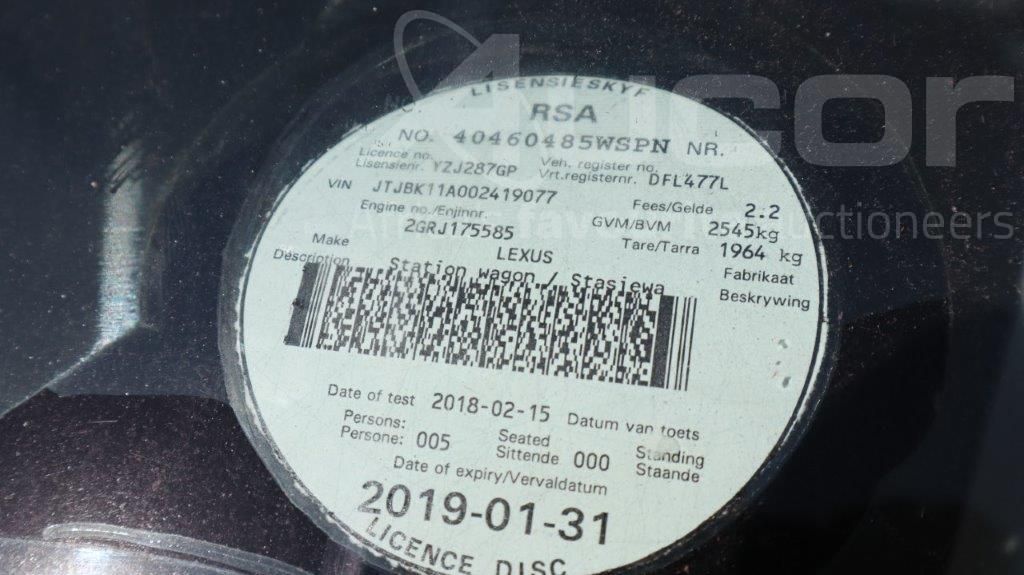 LISENSIESKYF
RSA
NO. 40460485WSPN NR.
Licence no. Veh. register no.
Lisensienr. YZJ287GP Vrt.registernr. DFL477L
VIN JTJBK11A002419077 Fees/Gelde 2.2
Engine no./Enjinnr. GVM/BVM 2545kg
2GRJ175585 Tare/Tarra 1964 kg
Make LEXUS Fabrikaat
Description Station wagon / Stasiewa Beskrywing
Date of test 2018-02-15 Datum van toets
Persons: Seated Standing
Persone: 005 Sittende 000 Staande
Date of expiry/Vervaldatum
2019-01-31
LICENCE DISC